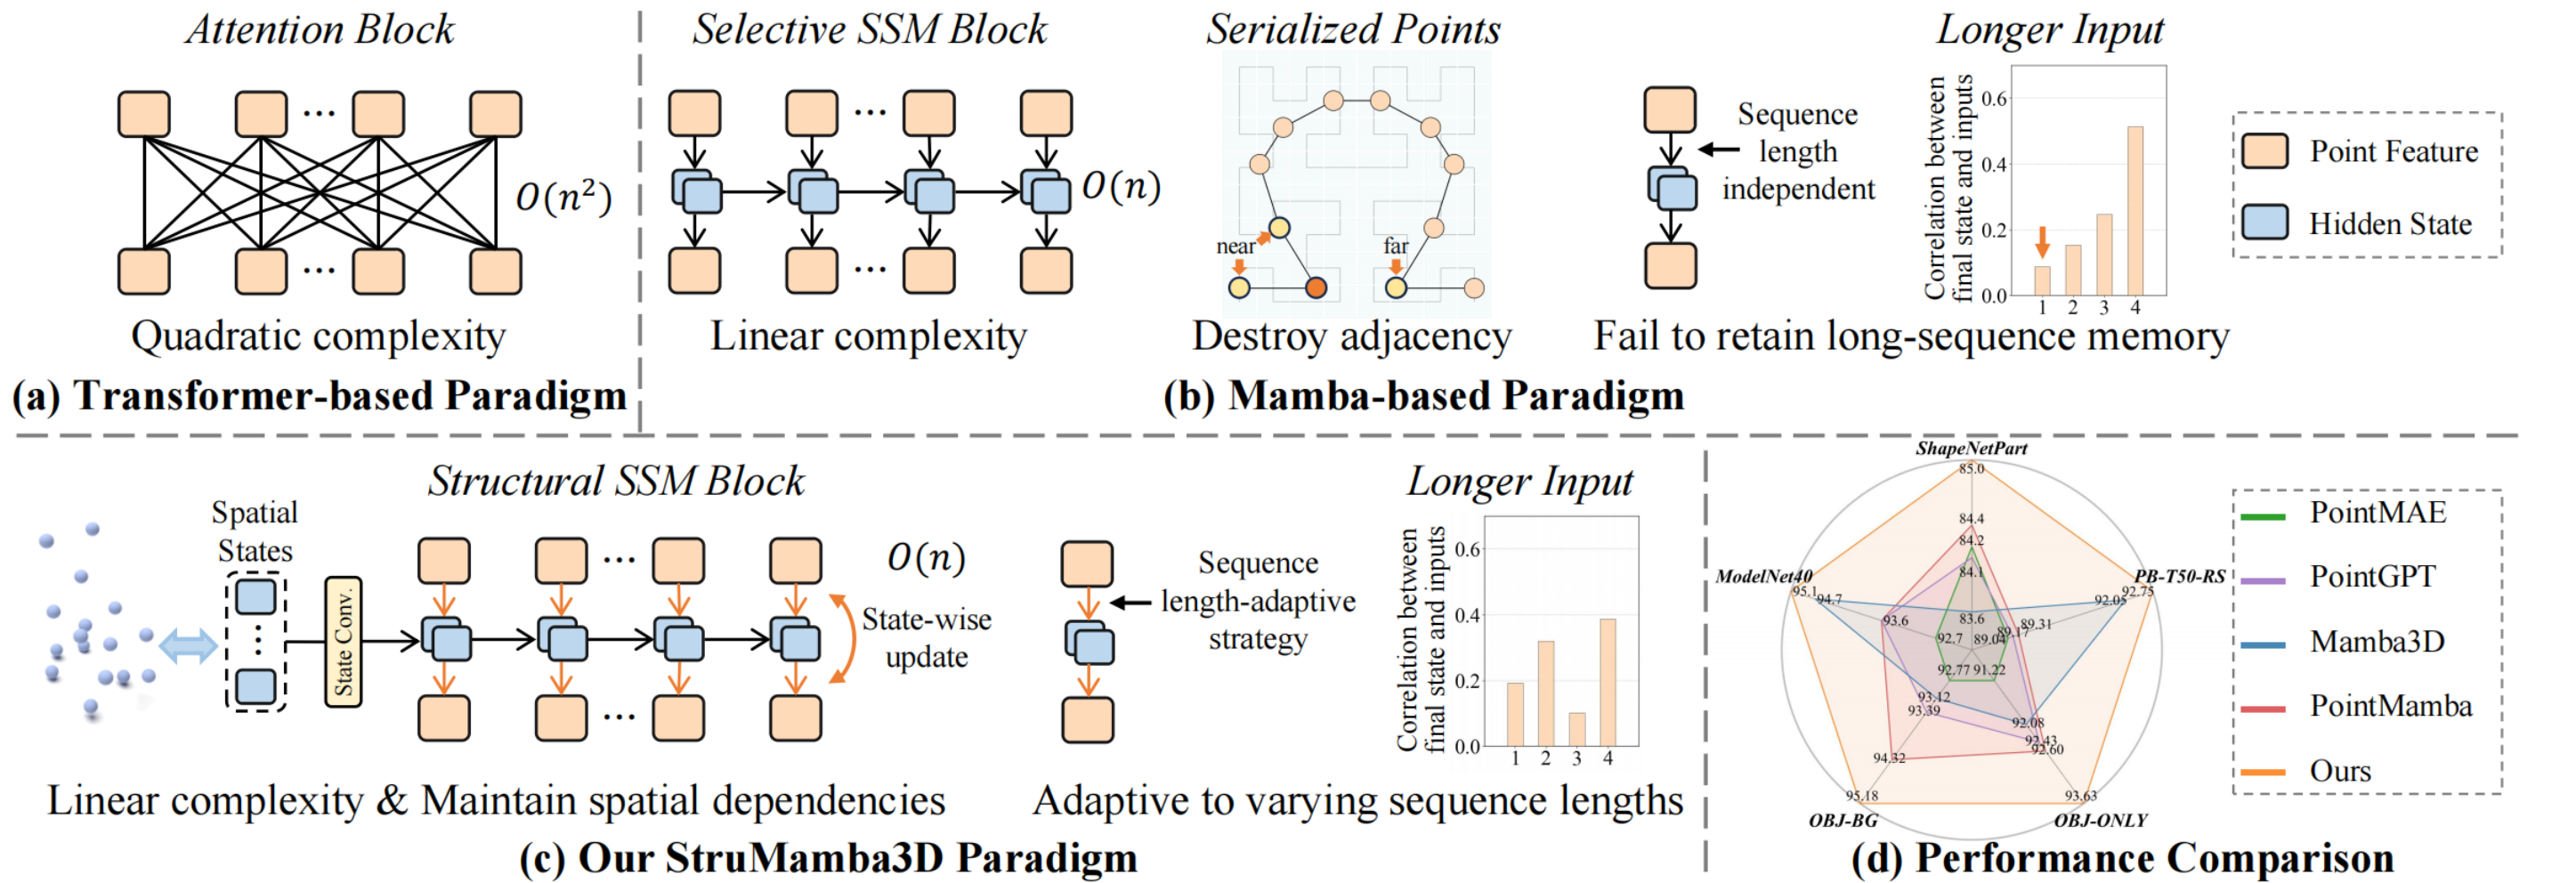 Attention Block
...
O(n²)
...
Quadratic complexity
(a) Transformer-based Paradigm
Selective SSM Block
...
O(n)
...
Linear complexity
Serialized Points
near
far
Destroy adjacency
Sequence
length
independent
Longer Input
Correlation between
final state and inputs
0.6
0.4
0.2
0.0
1 2 3 4
Fail to retain long-sequence memory
(b) Mamba-based Paradigm
Point Feature
Hidden State
Spatial
States
State Conv.
Structural SSM Block
...
O(n)
State-wise
update
...
Linear complexity & Maintain spatial dependencies
Sequence
length-adaptive
strategy
Longer Input
Correlation between
final state and inputs
0.6
0.4
0.2
0.0
1 2 3 4
Adaptive to varying sequence lengths
(c) Our StruMamba3D Paradigm
ShapeNetPart
85.0
84.4
84.2
84.1
83.6
ModelNet40
95.1
94.7
93.6
92.7
PB-T50-RS
92.75
92.05
89.31
89.17
89.04
92.77
93.12
93.39
94.32
95.18
OBJ-BG
91.22
92.08
92.43
92.60
93.63
OBJ-ONLY
PointMAE
PointGPT
Mamba3D
PointMamba
Ours
(d) Performance Comparison